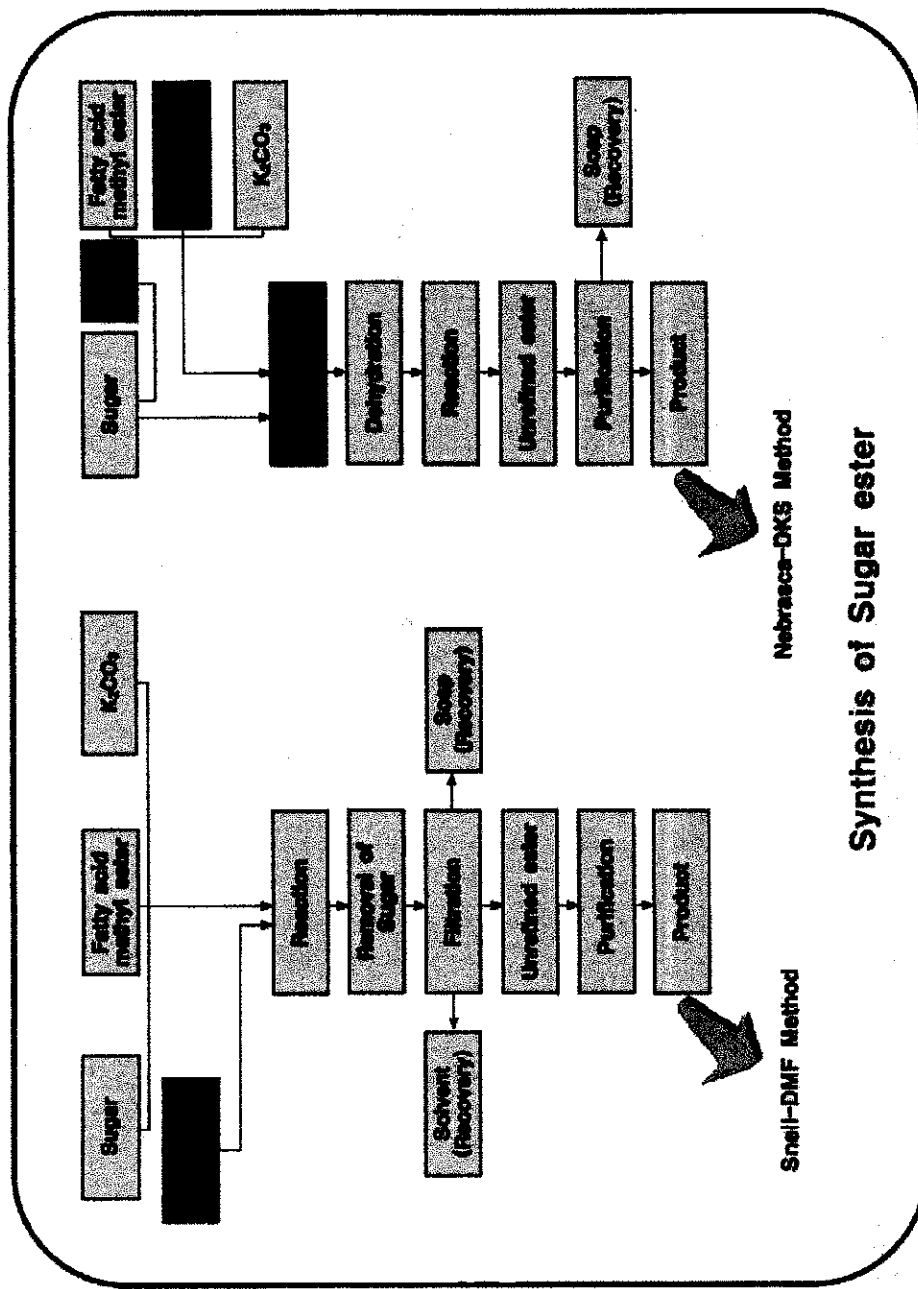 Sugar
Fatty acid
methyl ester
K₂CO₃
Reaction
Removal of
Sugar
Filtration
Solvent
(Recovery)
Soap
(Recovery)
Unrefined ester
Purification
Product
Snell-DMF Method
Sugar
Fatty acid
methyl ester
K₂CO₃
Dehydration
Reaction
Unrefined ester
Purification
Soap
(Recovery)
Product
Nebrasca-DKS Method
Synthesis of Sugar ester